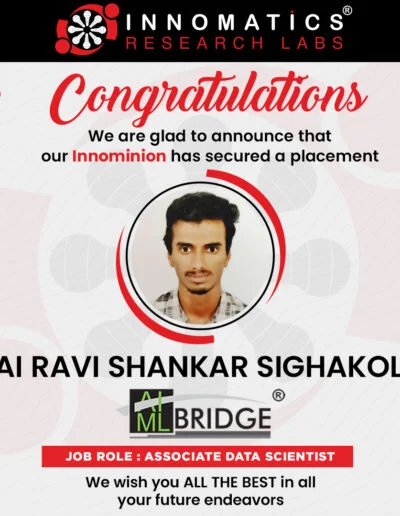 INNOMATICS®
RESEARCH LABS
Congratulations
We are glad to announce that
our Innominion has secured a placement
AI RAVI SHANKAR SIGHAKOL
AI
ML BRIDGE®
JOB ROLE : ASSOCIATE DATA SCIENTIST
We wish you ALL THE BEST in all
your future endeavors